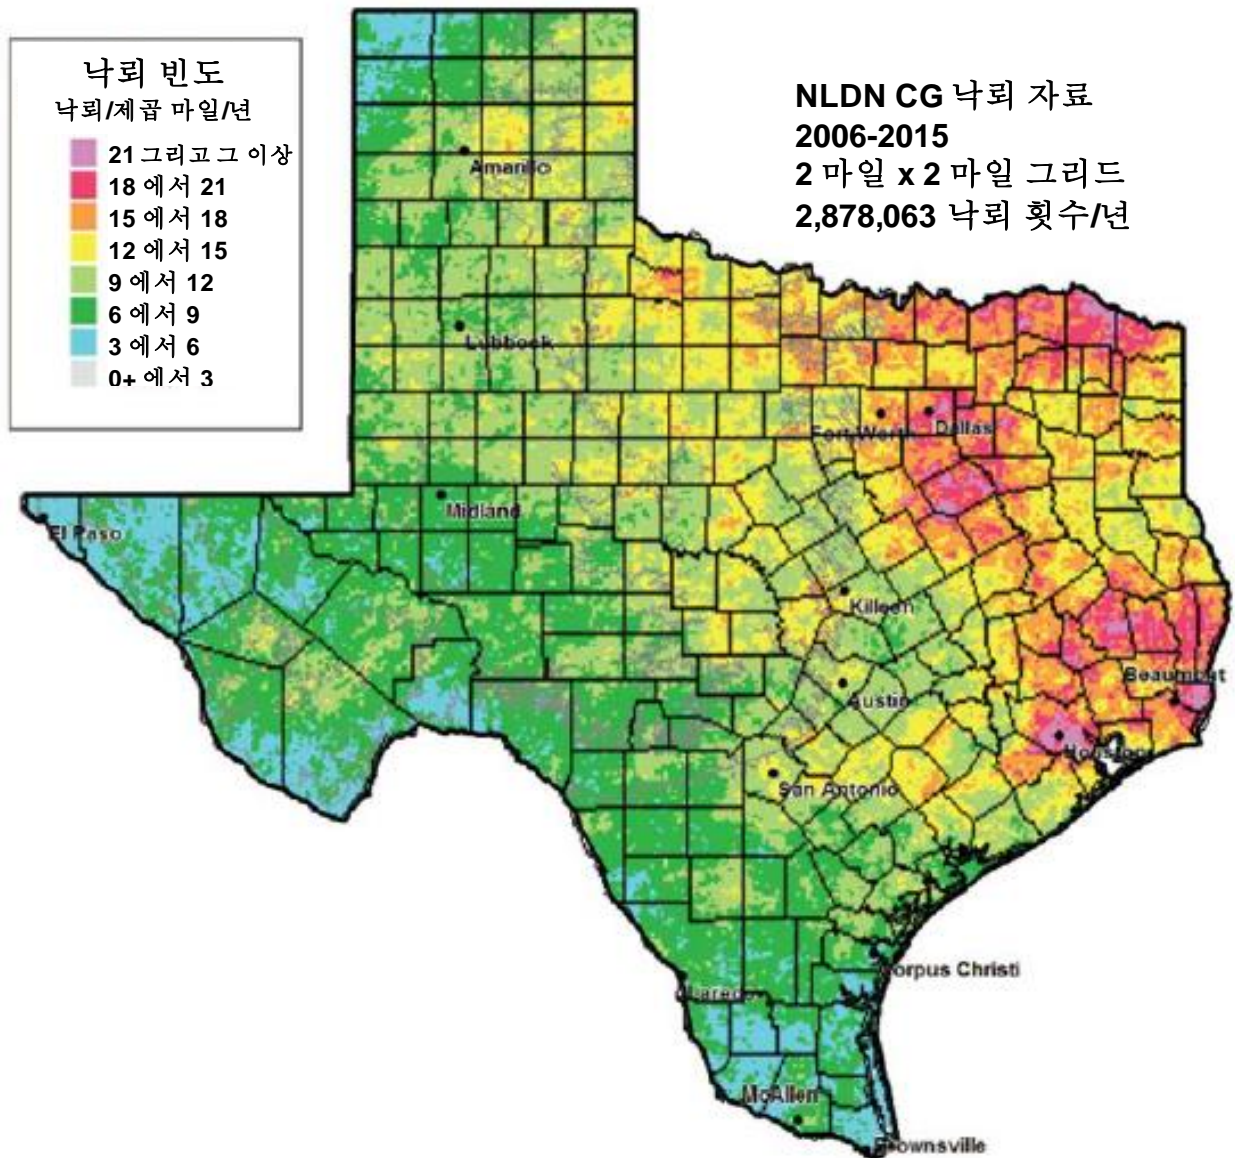 낙뢰 빈도
낙뢰/제곱 마일/년
21 그리고 그 이상
18 에서 21
15 에서 18
12 에서 15
9 에서 12
6 에서 9
3 에서 6
0+ 에서 3
NLDN CG 낙뢰 자료
2006-2015
2 마일 x 2 마일 그리드
2,878,063 낙뢰 횟수/년
Amarillo
Lubbock
Fort Worth
Dallas
Midland
El Paso
Killeen
Beaumont
Austin
Houston
San Antonio
Corpus Christi
Laredo
McAllen
Brownsville